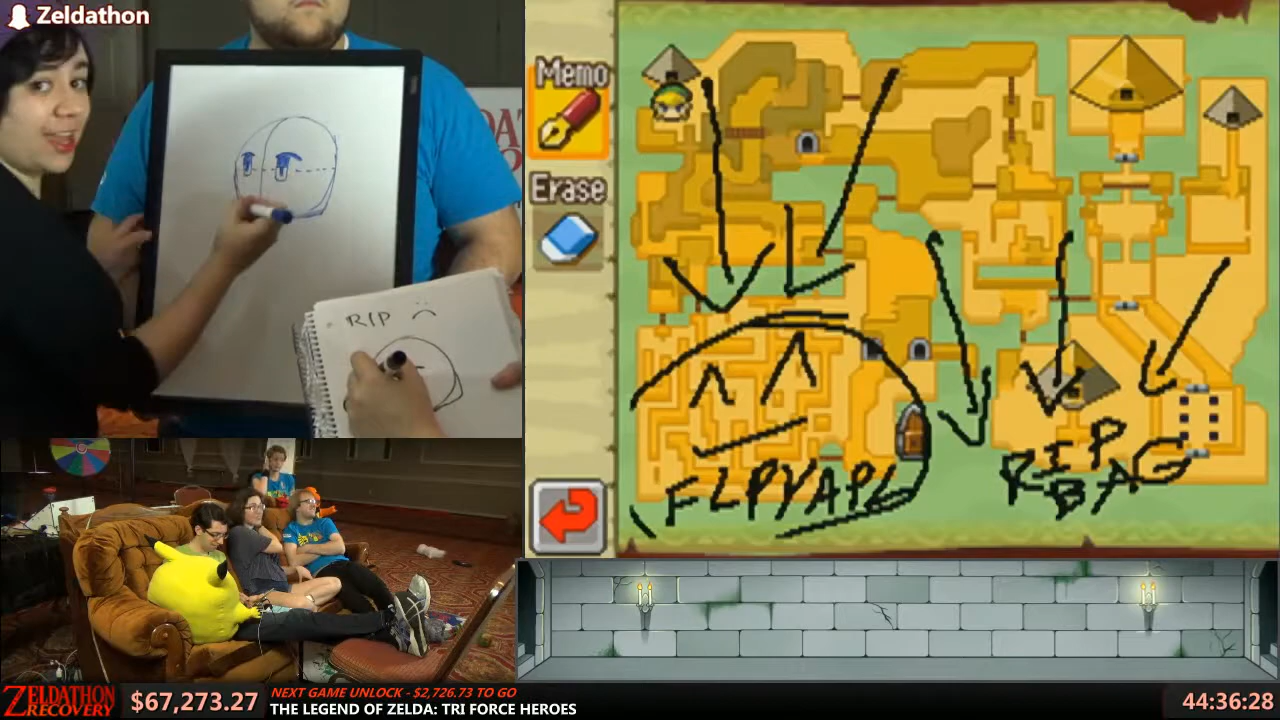 Zeldathon
RIP
Memo
Erase
RIP
BAG
ZELDATHON
RECOVERY
$67,273.27
NEXT GAME UNLOCK - $2,726.73 TO GO
THE LEGEND OF ZELDA: TRI FORCE HEROES
44:36:28